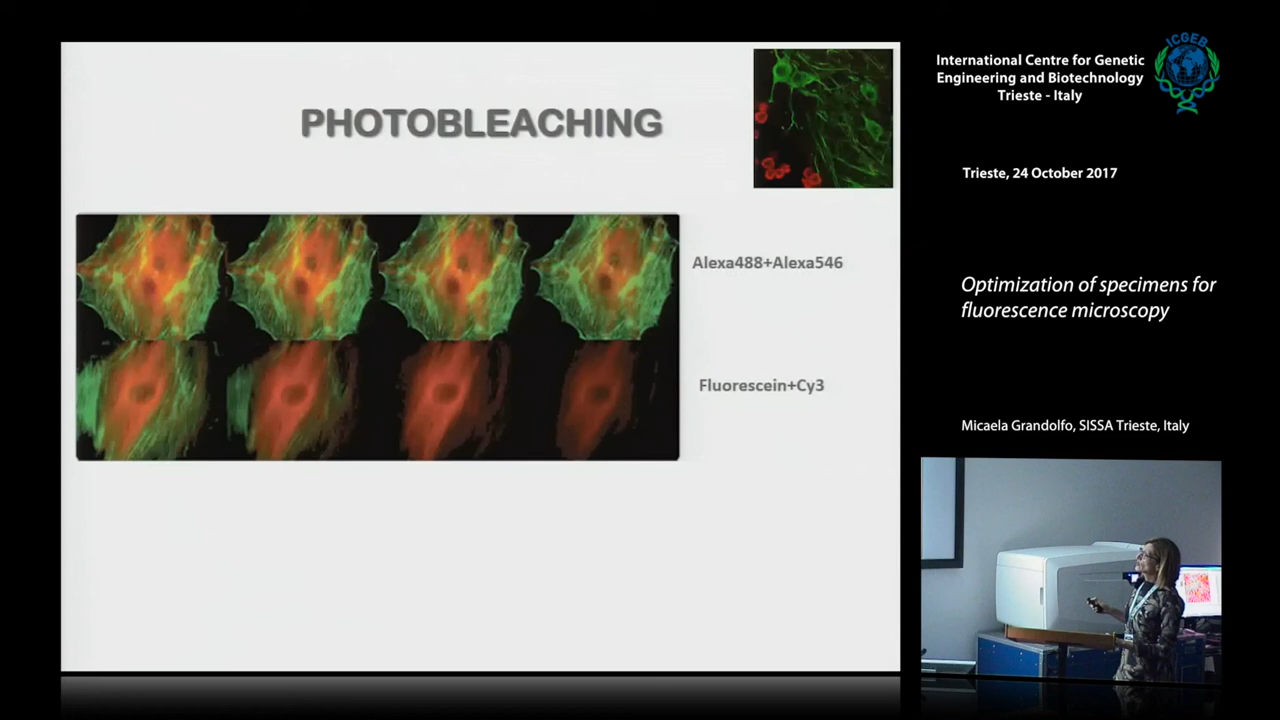 PHOTOBLEACHING
Alexa488+Alexa546
Fluorescein+Cy3
ICGEB
International Centre for Genetic
Engineering and Biotechnology
Trieste - Italy
Trieste, 24 October 2017
Optimization of specimens for
fluorescence microscopy
Micaela Grandolfo, SISSA Trieste, Italy